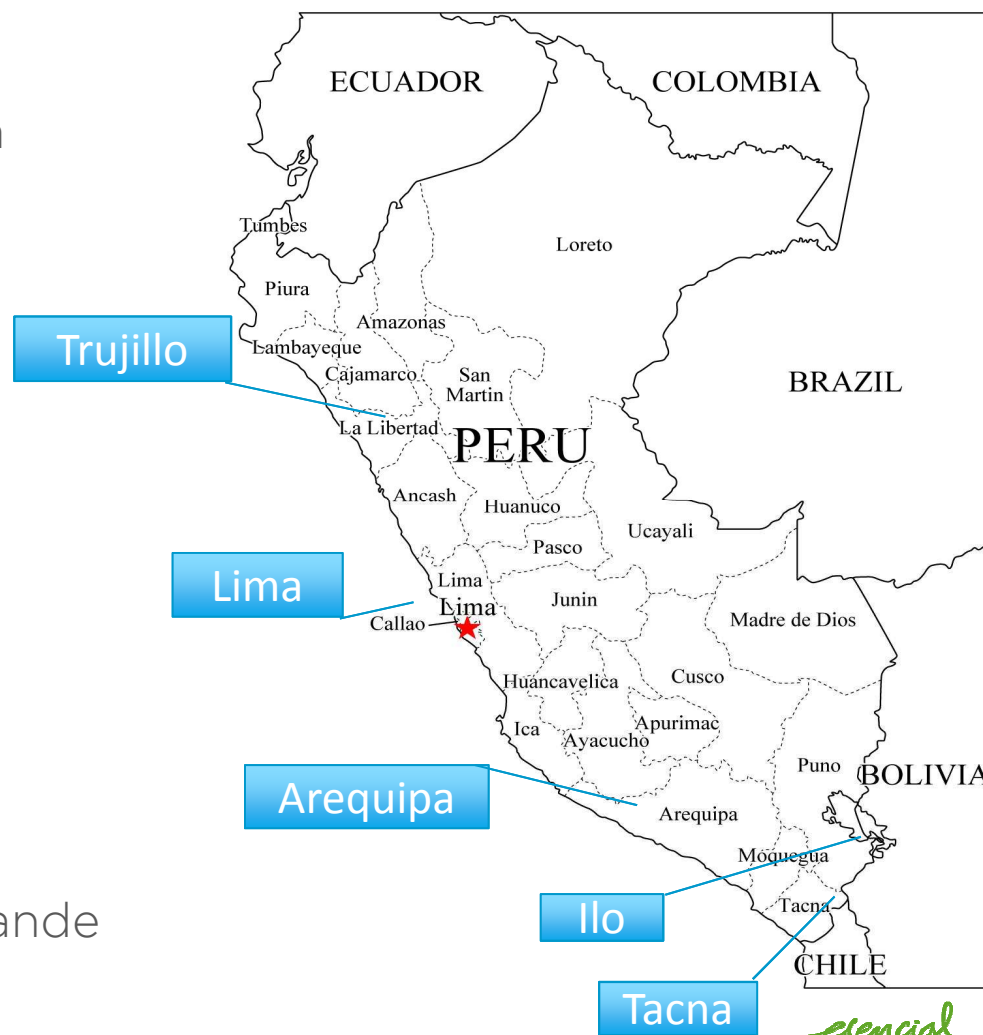 ECUADOR
COLOMBIA
Tumbes
Loreto
Piura
Amazonas
Trujillo
Lambayeque
Cajamarco
San
Martin
BRAZIL
La Libertad
PERU
Ancash
Huanuco
Ucayali
Pasco
Lima
Lima
Junin
Lima
Callao
Madre de Dios
Huancavelica
Cusco
Ica
Apurimac
Ayacucho
Puno
BOLIVIA
Arequipa
Arequipa
Moquegua
Ilo
Tacna
ande
CHILE
Tacna
esencial